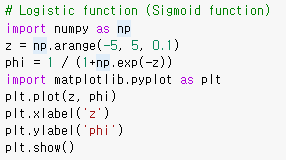 # Logistic function (Sigmoid function)
import numpy as np
z = np.arange(-5, 5, 0.1)
phi = 1 / (1+np.exp(-z))
import matplotlib.pyplot as plt
plt.plot(z, phi)
plt.xlabel('z')
plt.ylabel('phi')
plt.show()